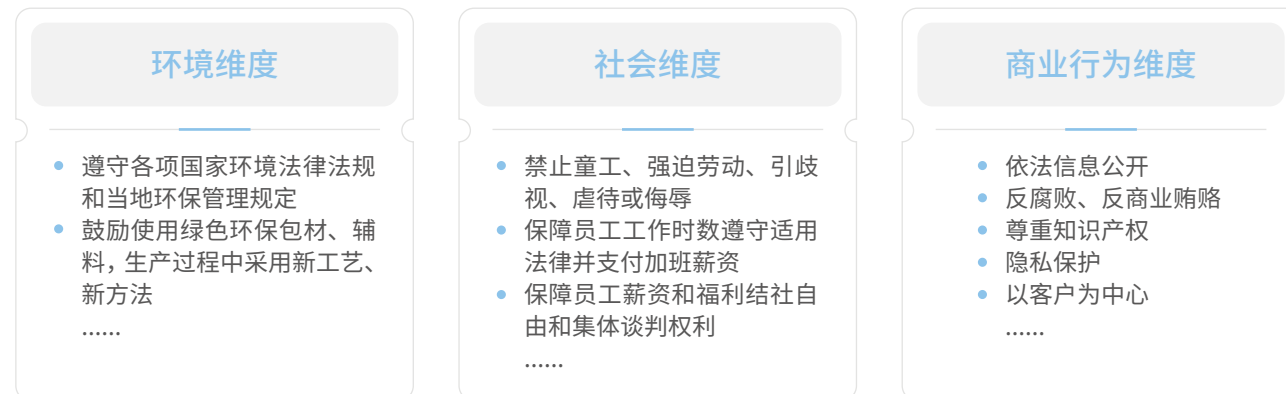 环境维度
遵守各项国家环境法律法规
和当地环保管理规定
鼓励使用绿色环保包材、辅
料，生产过程中采用新工艺、
新方法
......
社会维度
禁止童工、强迫劳动、引歧
视、虐待或侮辱
保障员工工作时数遵守适用
法律并支付加班薪资
保障员工薪资和福利结社自
由和集体谈判权利
......
商业行为维度
依法信息公开
反腐败、反商业贿赂
尊重知识产权
隐私保护
以客户为中心
......